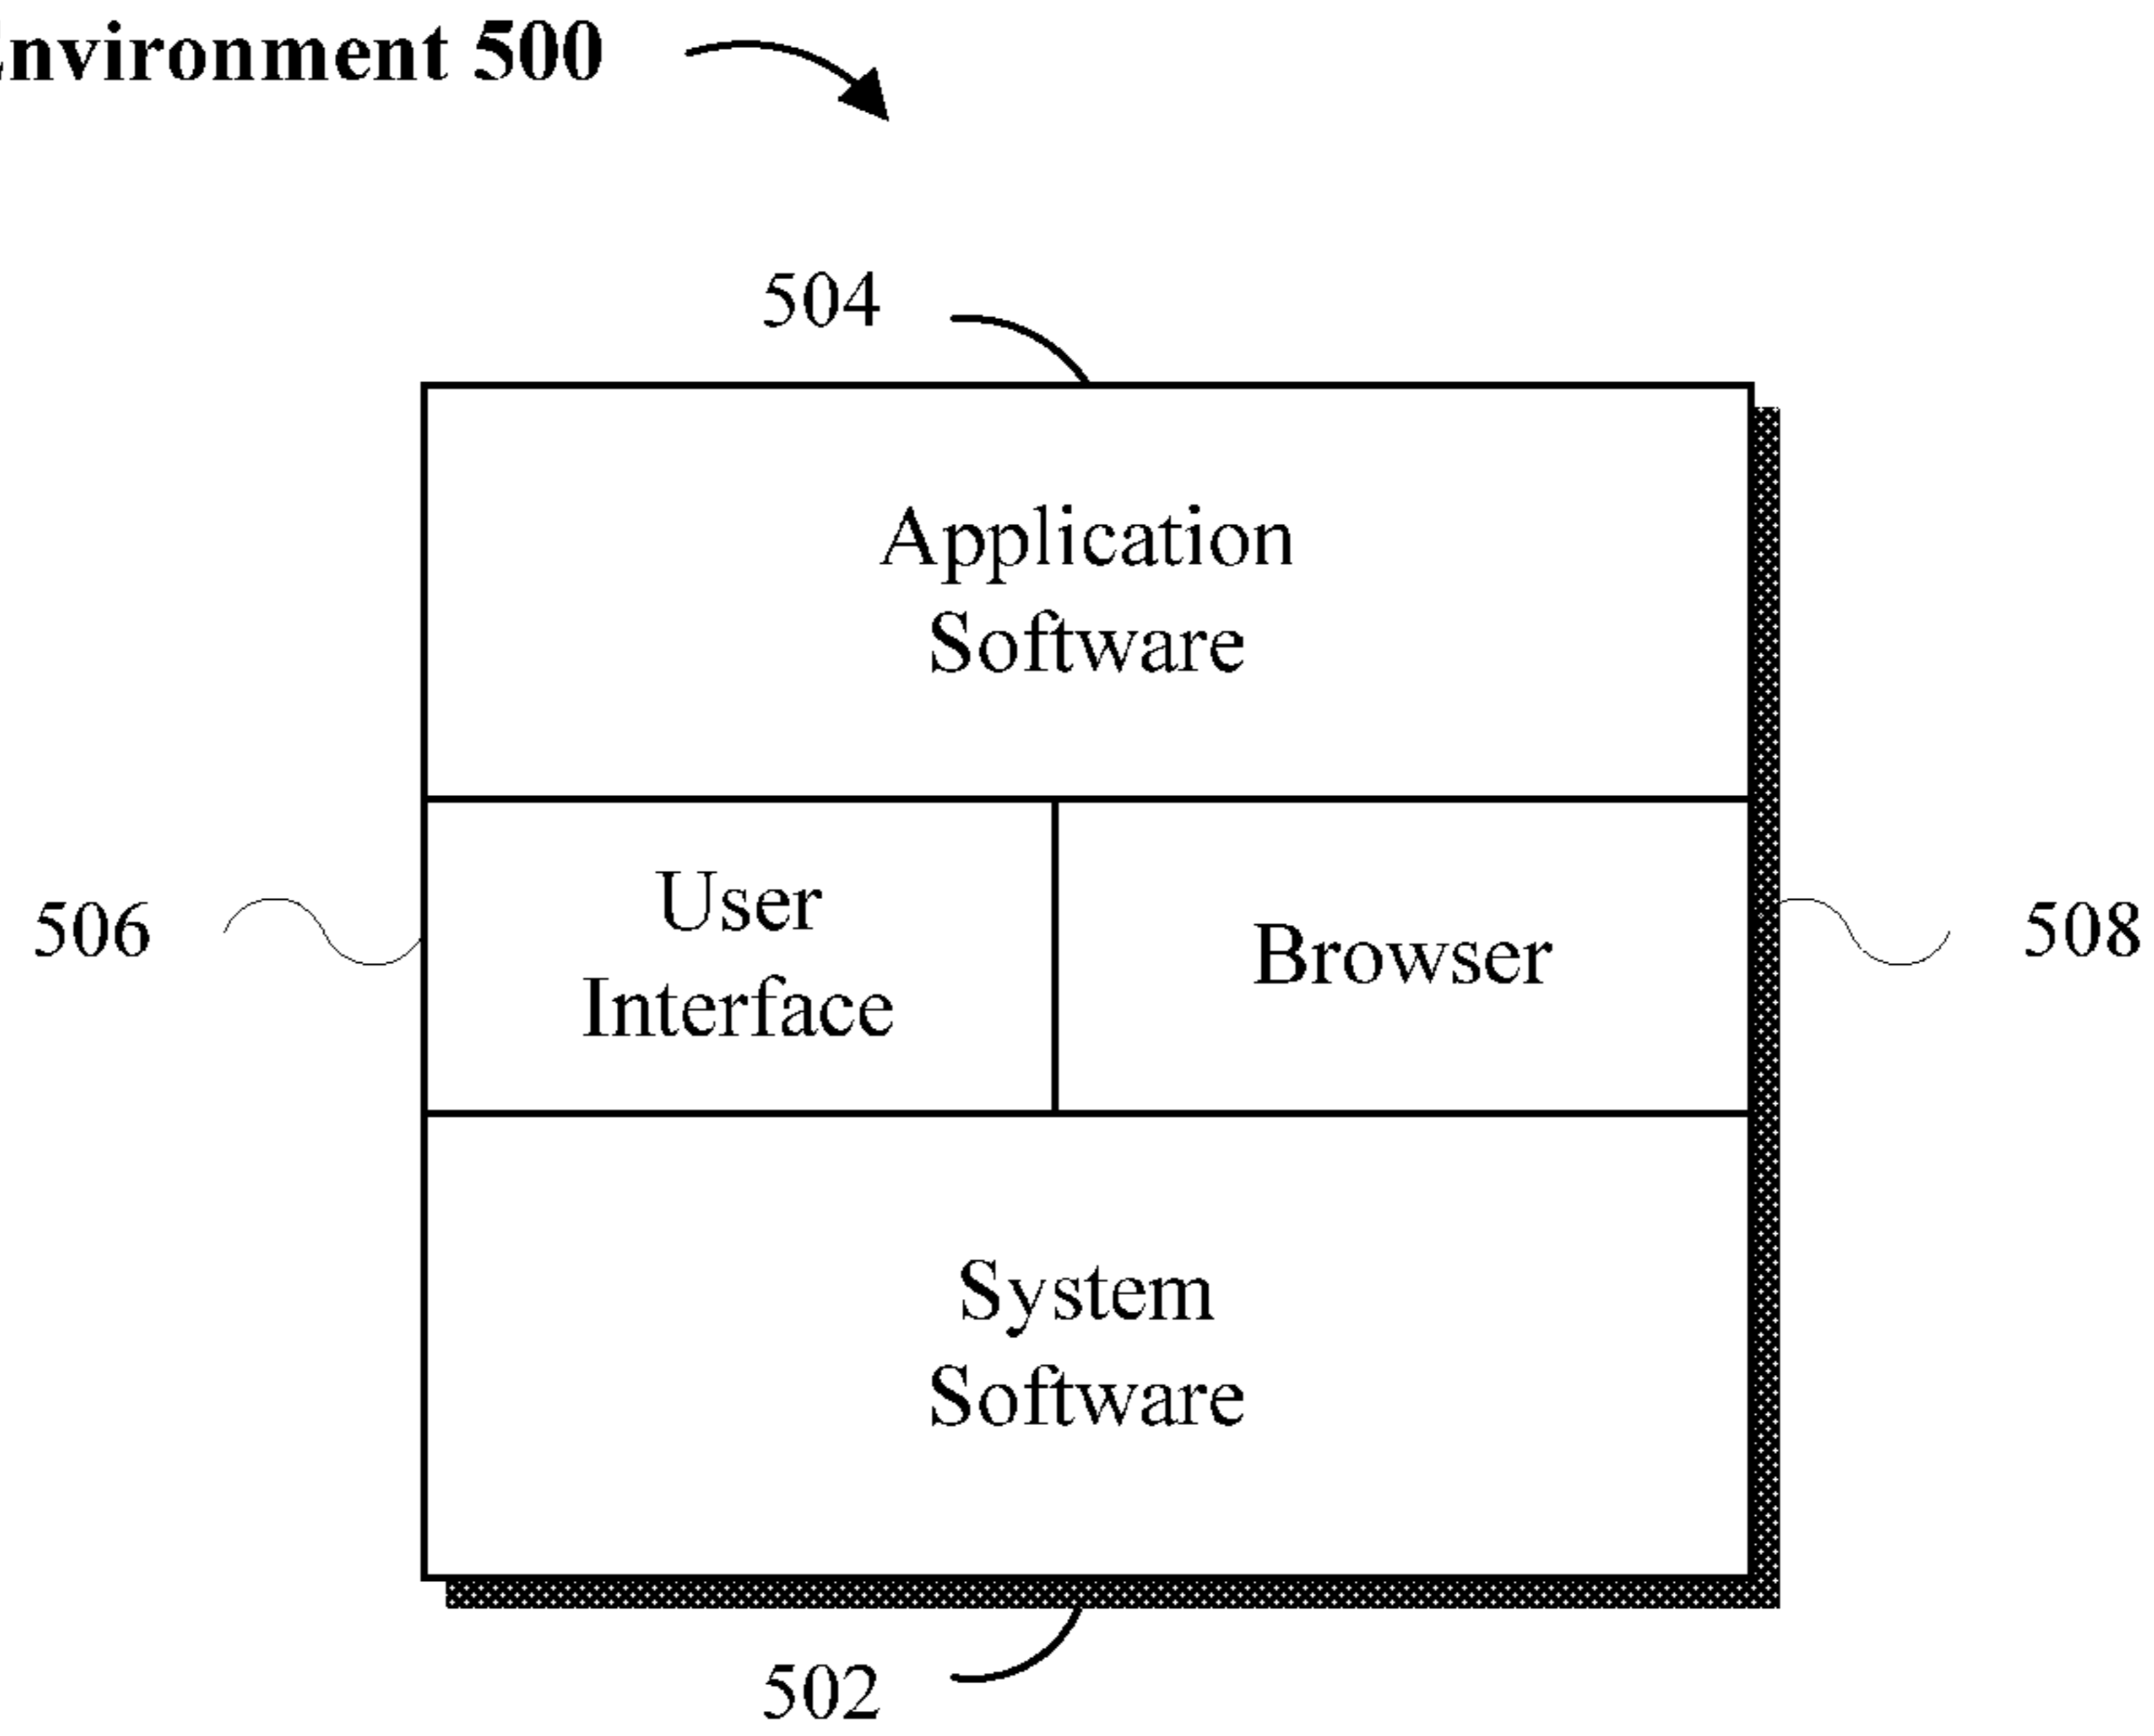 nvironment 500
504
Application
Software
506
User
Interface
Browser
508
System
Software
502